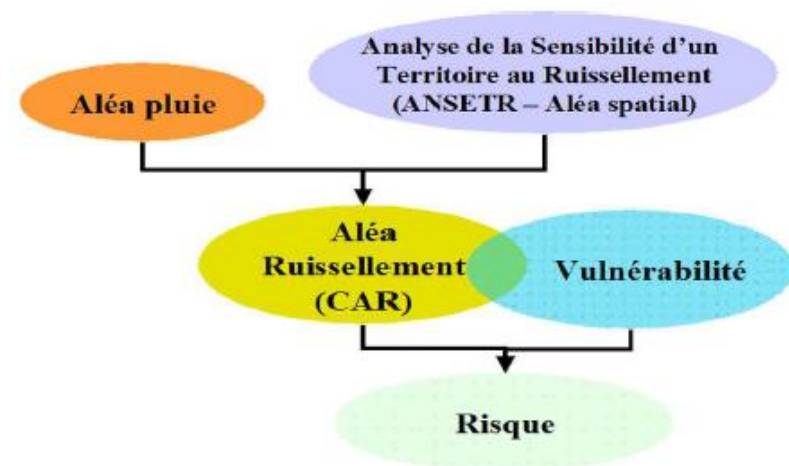 Aléa pluie
Analyse de la Sensibilité d'un
Territoire au Ruissellement
(ANSETR – Aléa spatial)
Aléa
Ruissellement
(CAR)
Vulnérabilité
Risque